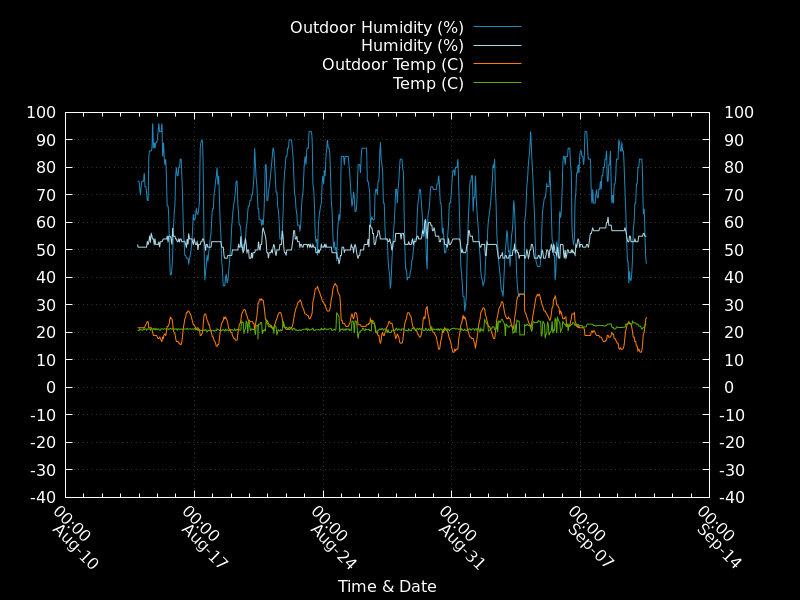 Outdoor Humidity (%)
Humidity (%)
Outdoor Temp (C)
Temp (C)
100 100
90 90
80 80
70 70
60 60
50 50
40 40
30 30
20 20
10 10
0 0
-10 -10
-20 -20
-30 -30
-40 -40
00:00
Aug-10
00:00
Aug-17
00:00
Aug-24
00:00
Aug-31
00:00
Sep-07
00:00
Sep-14
Time & Date